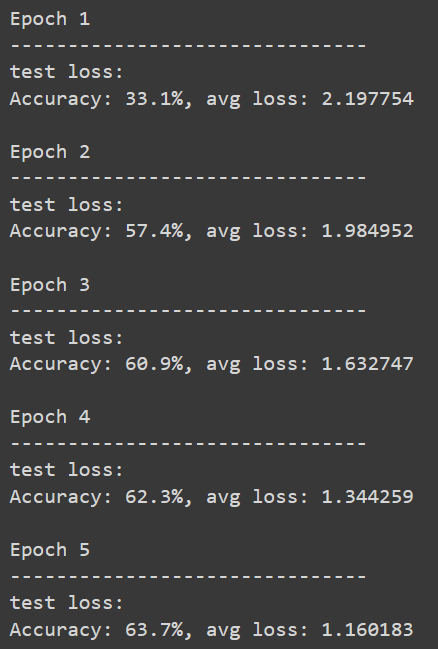 Epoch 1
-------------------------------
test loss:
Accuracy: 33.1%, avg loss: 2.197754
Epoch 2
-------------------------------
test loss:
Accuracy: 57.4%, avg loss: 1.984952
Epoch 3
-------------------------------
test loss:
Accuracy: 60.9%, avg loss: 1.632747
Epoch 4
-------------------------------
test loss:
Accuracy: 62.3%, avg loss: 1.344259
Epoch 5
-------------------------------
test loss:
Accuracy: 63.7%, avg loss: 1.160183